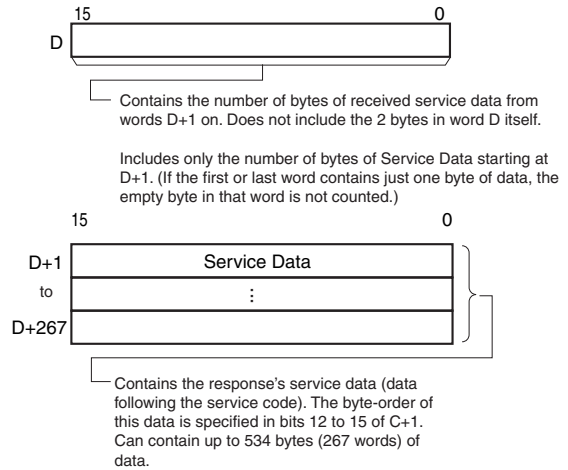 15 0
D
Contains the number of bytes of received service data from
words D+1 on. Does not include the 2 bytes in word D itself.
Includes only the number of bytes of Service Data starting at
D+1. (If the first or last word contains just one byte of data, the
empty byte in that word is not counted.)
15 0
D+1 Service Data
to ⋮
D+267
Contains the response's service data (data
following the service code). The byte-order of
this data is specified in bits 12 to 15 of C+1.
Can contain up to 534 bytes (267 words) of
data.